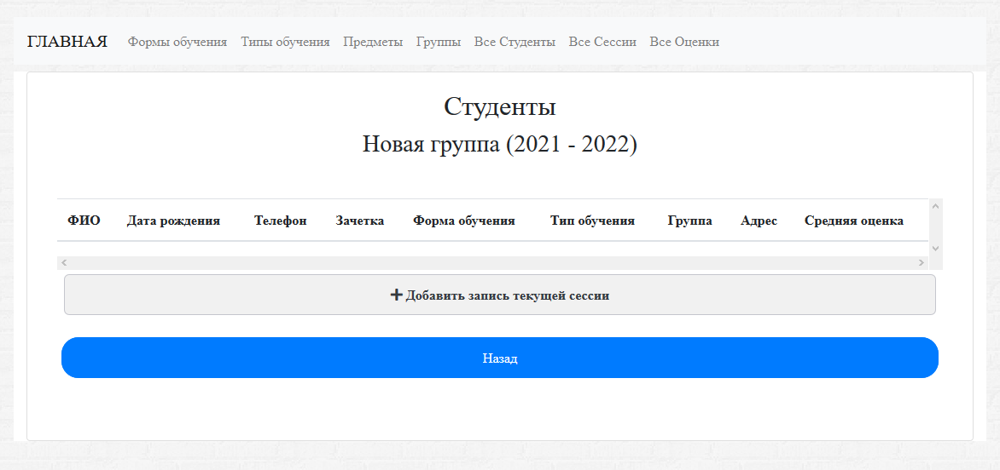 ГЛАВНАЯ Формы обучения Типы обучения Предметы Группы Все Студенты Все Сессии Все Оценки
Студенты
Новая группа (2021 - 2022)
ФИО Дата рождения Телефон Зачетка Форма обучения Тип обучения Группа Адрес Средняя оценка
Добавить запись текущей сессии
Назад